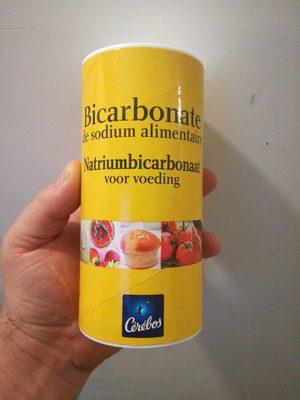 Bicarbonate
de sodium alimentaire
Natriumbicarbonaat
voor voeding
Cérébos